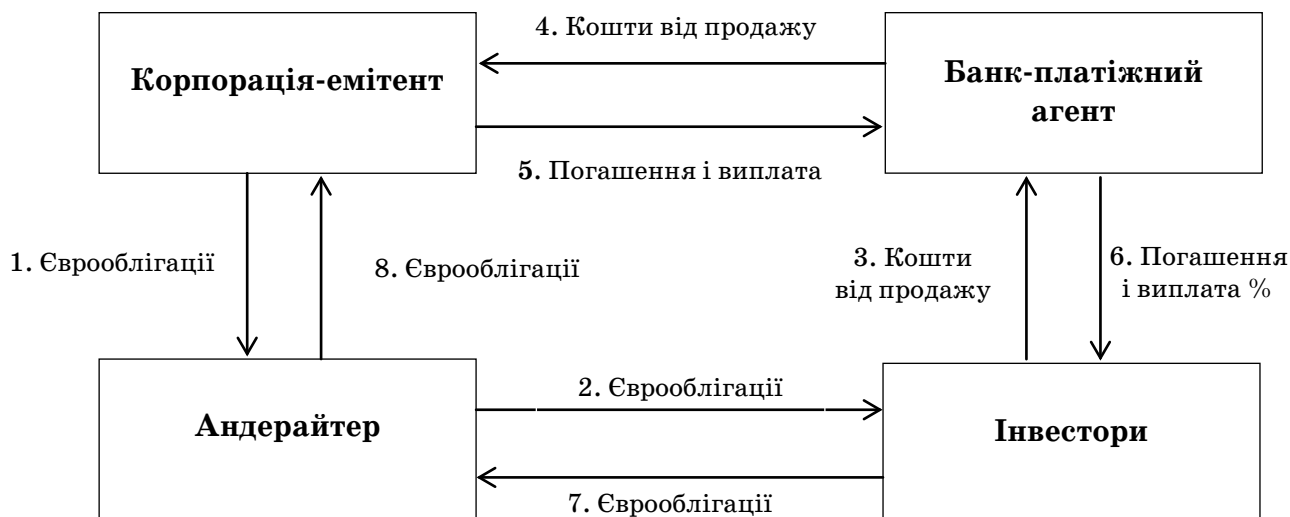 4. Кошти від продажу
Корпорація-емітент
Банк-платіжний
агент
5. Погашення і виплата
1. Єврооблігації
8. Єврооблігації
3. Кошти
від продажу
6. Погашення
і виплата %
2. Єврооблігації
Андерайтер
Інвестори
7. Єврооблігації